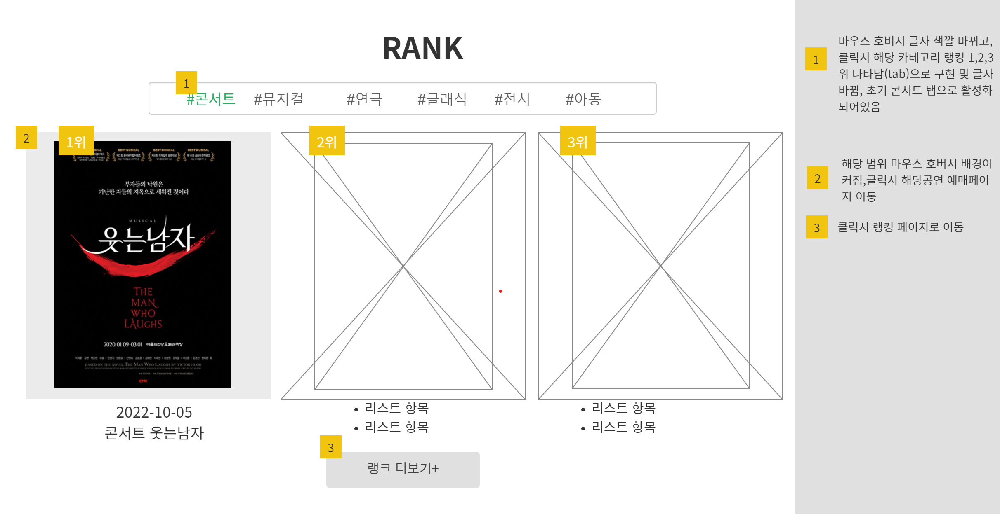 RANK
1
#콘서트 #뮤지컬 #연극 #클래식 #전시 #아동
2
1위
2위
3위
BEST MUSICAL BEST MUSICAL BEST MUSICAL
부자들의 낙원은
가난한 자들의 지옥으로 세워진 것이다
MUSICAL
웃는남자
THE
MAN
WHO
LAUGHS
2020.01.09-03.01 예술의전당 오페라극장
BASED ON THE NOVEL THE MAN WHO LAUGHS BY VICTOR HUGO
EMK
2022-10-05
콘서트 웃는남자
• 리스트 항목
• 리스트 항목
• 리스트 항목
• 리스트 항목
3
랭크 더보기+
1
마우스 호버시 글자 색깔 바뀌고,
클릭시 해당 카테고리 랭킹 1,2,3
위 나타남(tab)으로 구현 및 글자
바뀜, 초기 콘서트 탭으로 활성화
되어있음
2
해당 범위 마우스 호버시 배경이
커짐,클릭시 해당공연 예매페이
지 이동
3
클릭시 랭킹 페이지로 이동